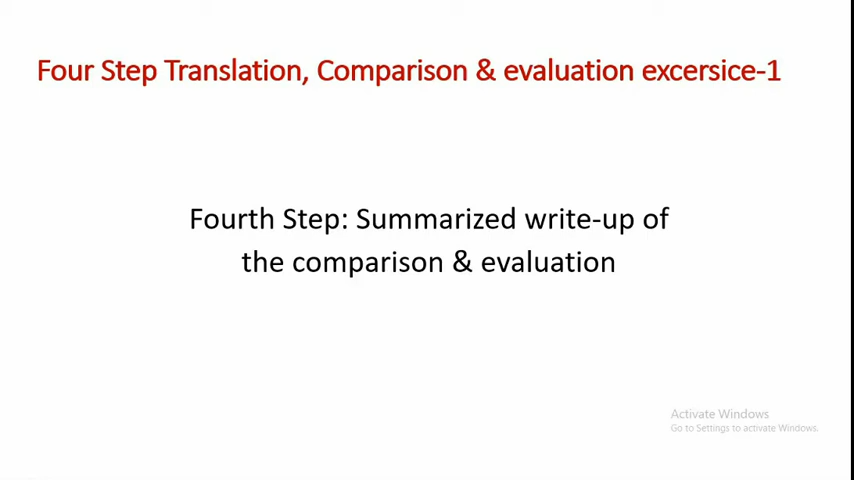 Four Step Translation, Comparison & evaluation excersice-1
Fourth Step: Summarized write-up of
the comparison & evaluation
Activate Windows
Go to Settings to activate Windows.